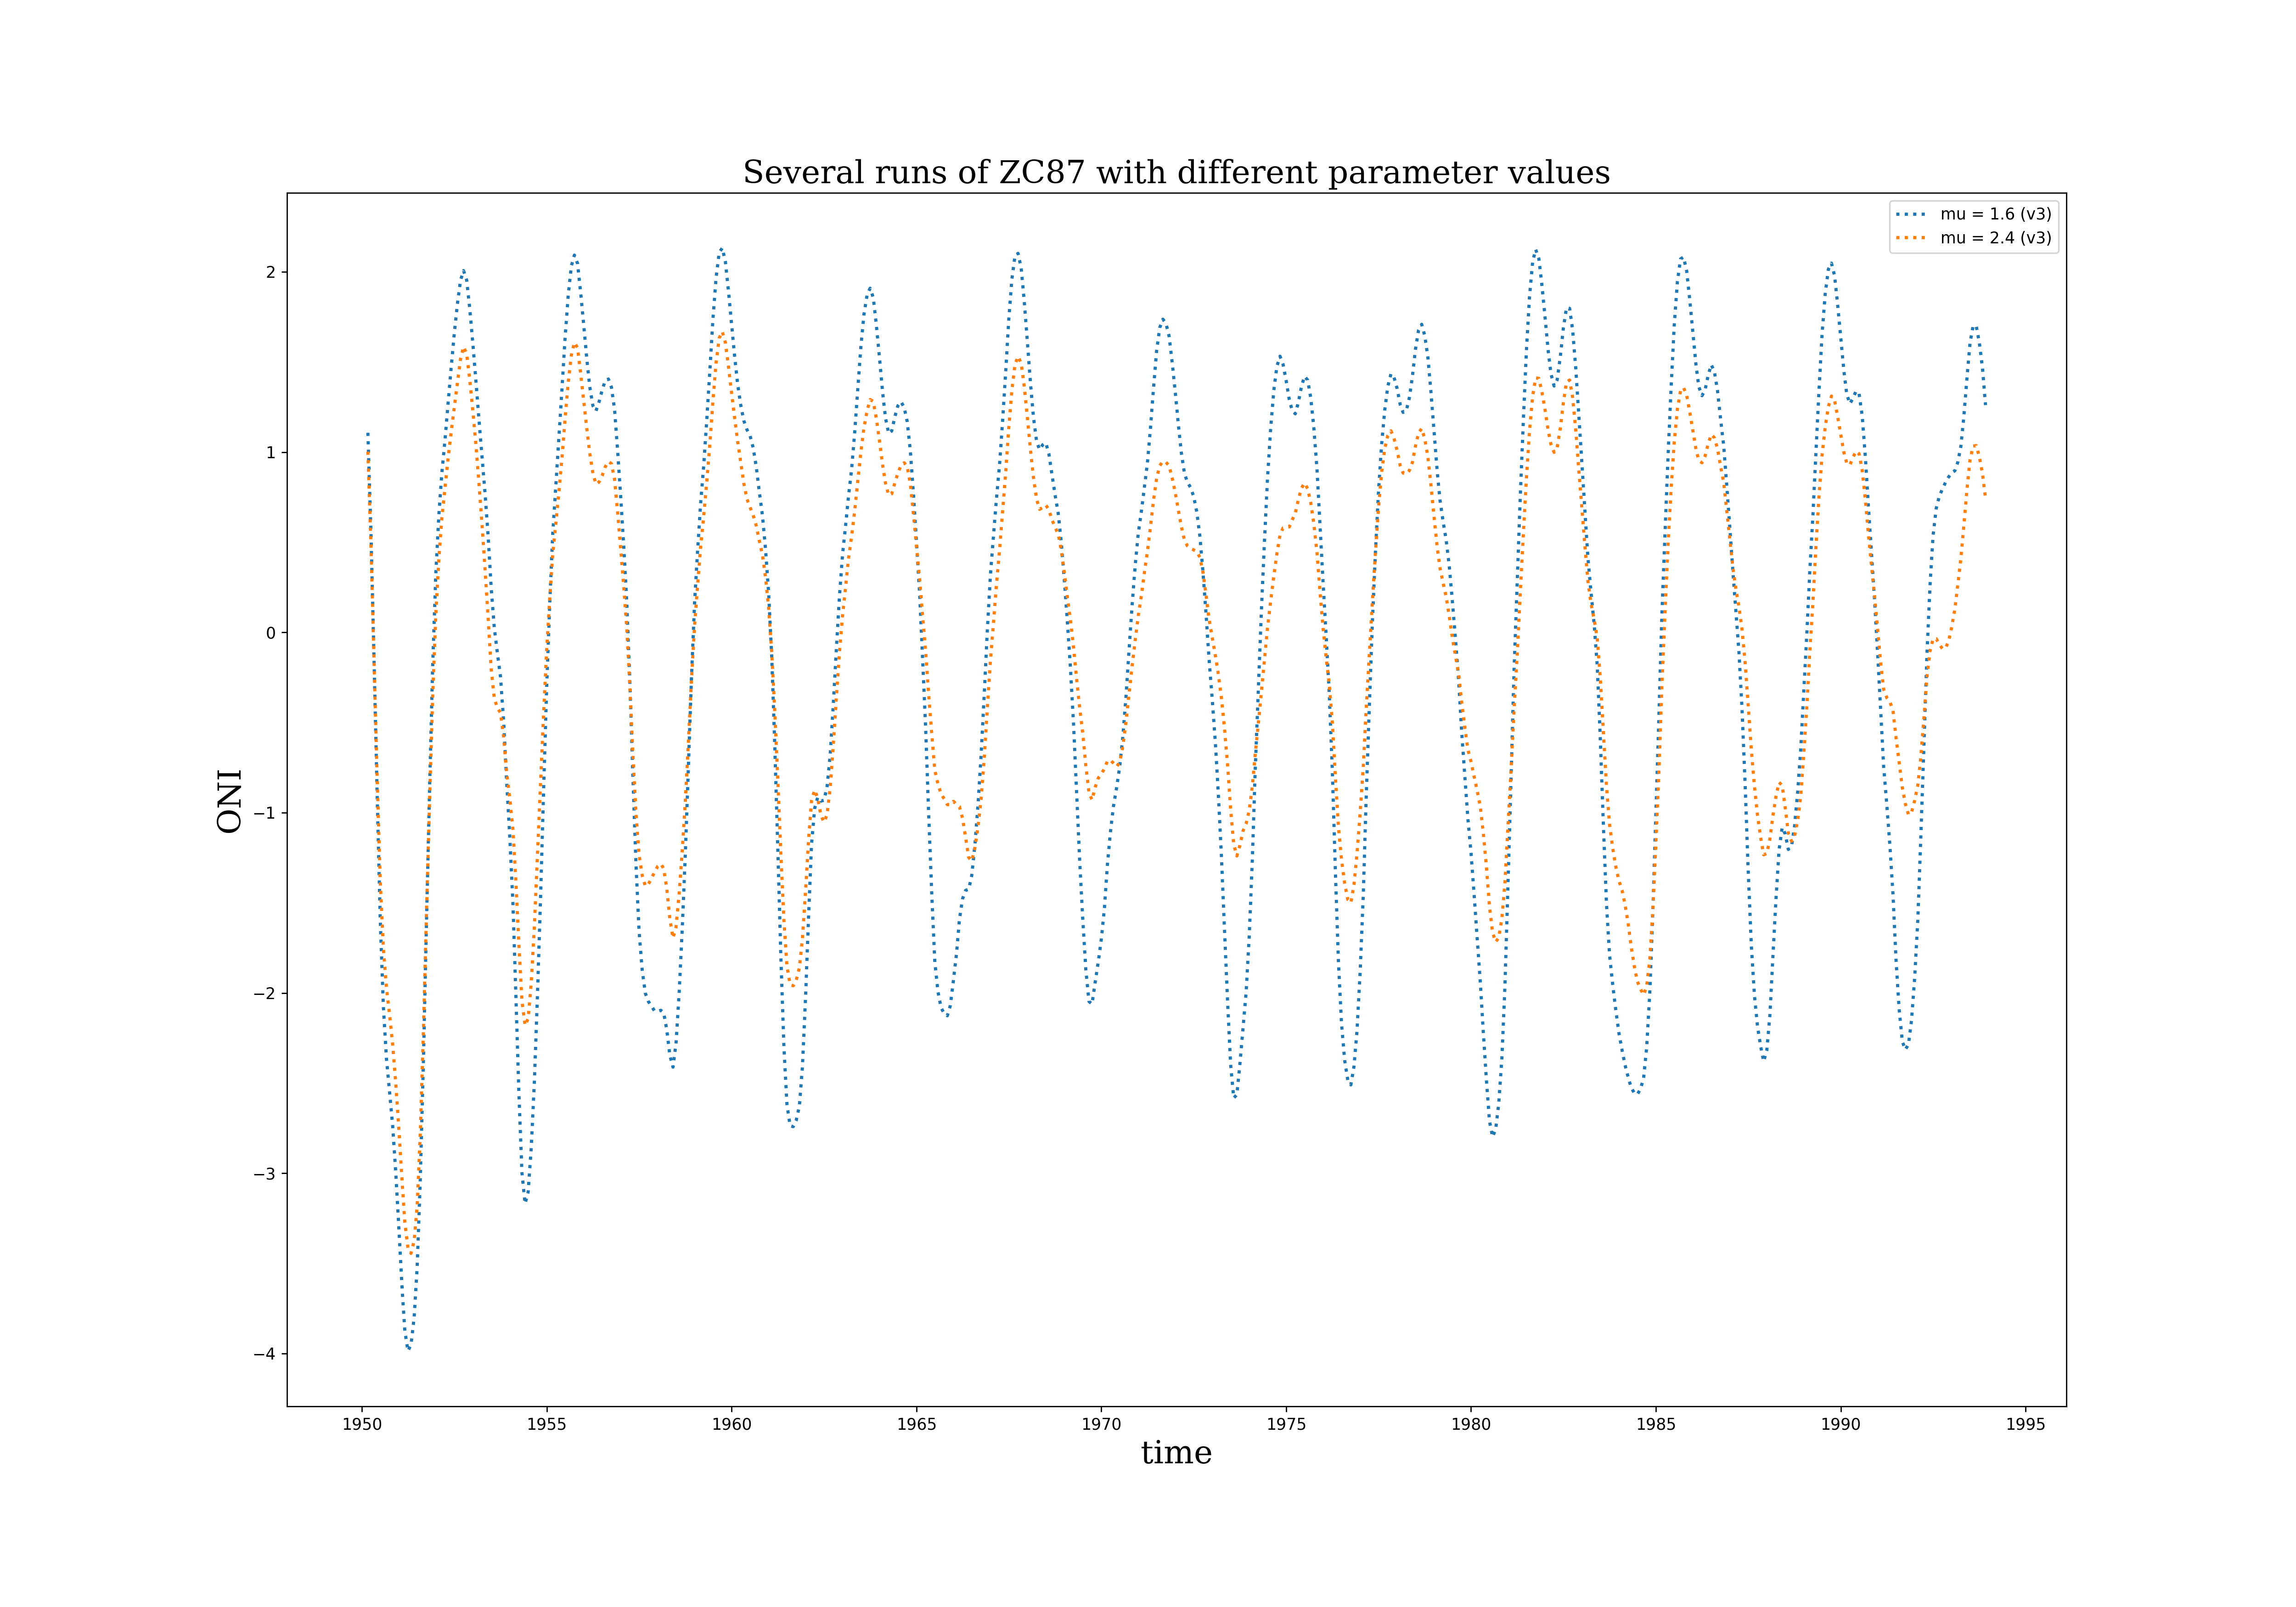 Several runs of ZC87 with different parameter values
mu = 1.6 (v3)
mu = 2.4 (v3)
2
1
0
−1
−2
−3
−4
ONI
1950 1955 1960 1965 1970 1975 1980 1985 1990 1995
time